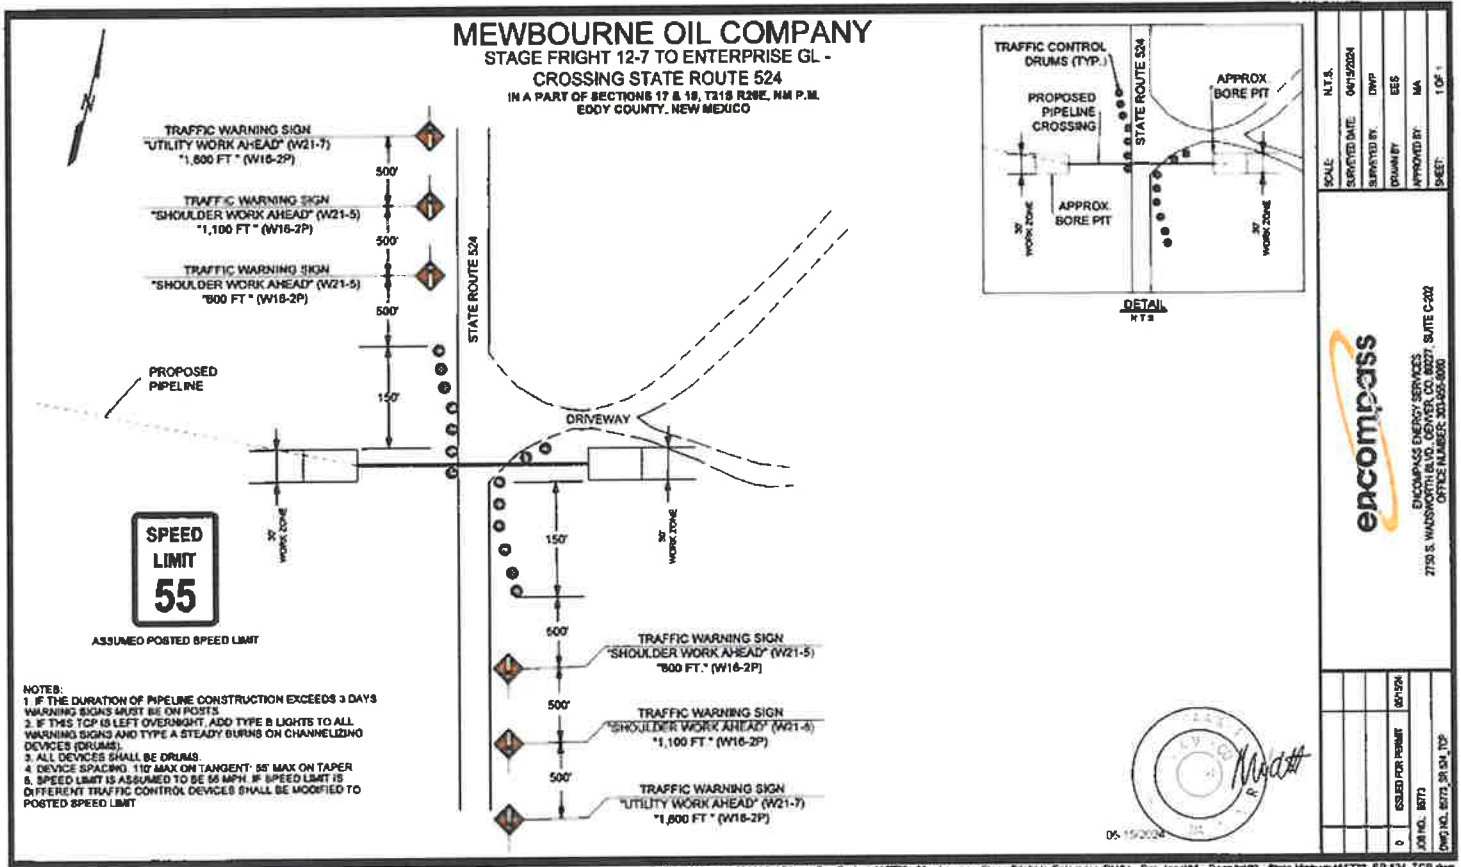 MEWBOURNE OIL COMPANY
STAGE FRIGHT 12-7 TO ENTERPRISE GL -
CROSSING STATE ROUTE 524
IN A PART OF SECTIONS 17 & 18, T21S R28E, NM P.M.
EDDY COUNTY, NEW MEXICO
N
TRAFFIC WARNING SIGN
"UTILITY WORK AHEAD" (W21-7)
"1,600 FT." (W16-2P)
500'
TRAFFIC WARNING SIGN
"SHOULDER WORK AHEAD" (W21-5)
"1,100 FT" (W16-2P)
500'
TRAFFIC WARNING SIGN
"SHOULDER WORK AHEAD" (W21-5)
"600 FT" (W16-2P)
500'
STATE ROUTE 524
150'
PROPOSED
PIPELINE
DRIVEWAY
30'
WORK ZONE
30'
WORK ZONE
150'
SPEED
LIMIT
55
ASSUMED POSTED SPEED LIMIT
500'
TRAFFIC WARNING SIGN
"SHOULDER WORK AHEAD" (W21-5)
"600 FT." (W16-2P)
500'
TRAFFIC WARNING SIGN
"SHOULDER WORK AHEAD" (W21-5)
"1,100 FT" (W16-2P)
500'
TRAFFIC WARNING SIGN
"UTILITY WORK AHEAD" (W21-7)
"1,600 FT" (W16-2P)
NOTES:
1. IF THE DURATION OF PIPELINE CONSTRUCTION EXCEEDS 3 DAYS
WARNING SIGNS MUST BE ON POSTS
2. IF THIS TCP IS LEFT OVERNIGHT, ADD TYPE B LIGHTS TO ALL
WARNING SIGNS AND TYPE A STEADY BURNS ON CHANNELIZING
DEVICES (DRUMS).
3. ALL DEVICES SHALL BE DRUMS.
4. DEVICE SPACING: 110' MAX ON TANGENT; 55' MAX ON TAPER
5. SPEED LIMIT IS ASSUMED TO BE 55 MPH. IF SPEED LIMIT IS
DIFFERENT TRAFFIC CONTROL DEVICES SHALL BE MODIFIED TO
POSTED SPEED LIMIT
TRAFFIC CONTROL
DRUMS (TYP.)
STATE ROUTE 524
PROPOSED
PIPELINE
CROSSING
APPROX
BORE PIT
APPROX
BORE PIT
30'
WORK ZONE
30'
WORK ZONE
DETAIL
NTS
SCALE: N.T.S.
SURVEYED DATE: 04/15/2024
SURVEYED BY: DWP
DRAWN BY: EES
APPROVED BY: MA
SHEET: 1 OF 1
encompass
ENCOMPASS ENERGY SERVICES
2750 S. WADSWORTH BLVD., DENVER, CO, 80227, SUITE C-202
0 ISSUED FOR PERMIT 05/15/24
05-15/2024